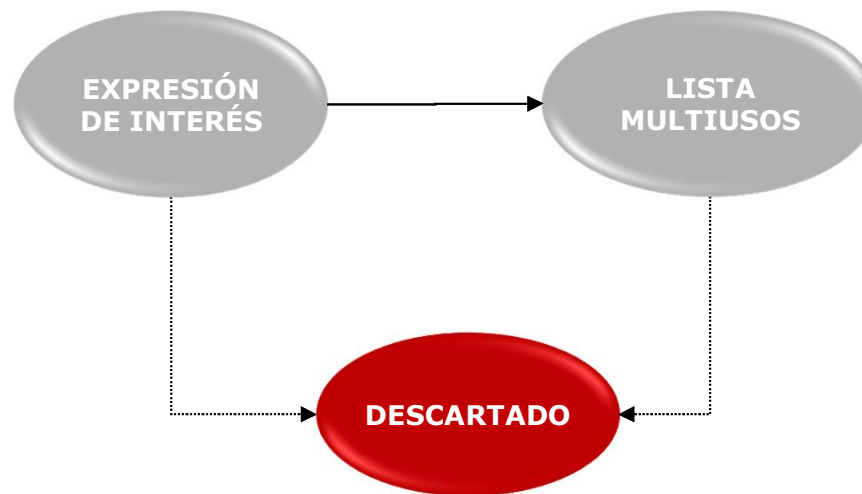 EXPRESIÓN
DE INTERÉS
LISTA
MULTIUSOS
DESCARTADO